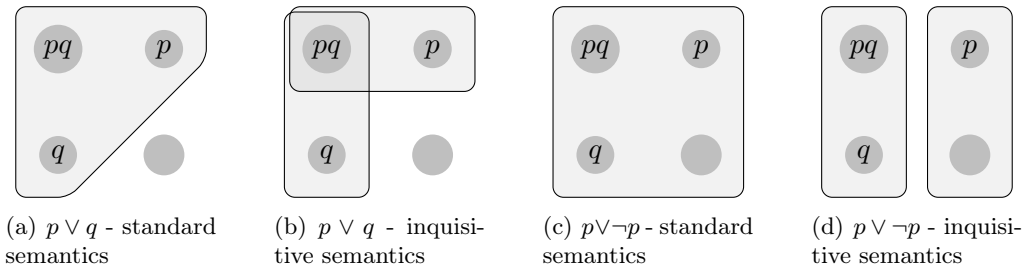 pq p
q
pq p
q
pq p
q
pq p
q
(a) p ∨ q - standard
semantics
(b) p ∨ q - inquisi-
tive semantics
(c) p∨¬p - standard
semantics
(d) p ∨ ¬p - inquisi-
tive semantics